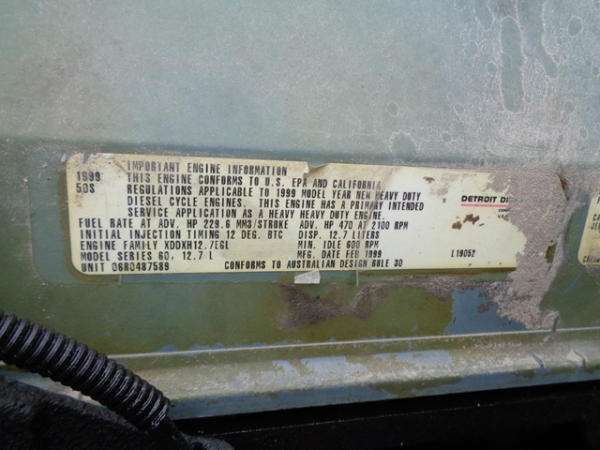 1999
50S
IMPORTANT ENGINE INFORMATION
THIS ENGINE CONFORMS TO U.S. EPA AND CALIFORNIA
REGULATIONS APPLICABLE TO 1999 MODEL YEAR NEW HEAVY DUTY
DIESEL CYCLE ENGINES. THIS ENGINE HAS A PRIMARY INTENDED
SERVICE APPLICATION AS A HEAVY HEAVY DUTY ENGINE.
FUEL RATE AT ADV. HP 229.6 MM3/STROKE ADV. HP 470 AT 2100 RPM
INITIAL INJECTION TIMING 12 DEG. BTC DISP. 12.7 LITERS
ENGINE FAMILY XDDXH12.7EGL MIN. IDLE 600 RPM
MODEL SERIES 60, 12.7 L MFG. DATE FEB 1999 L19052
UNIT 06R0487589 CONFORMS TO AUSTRALIAN DESIGN RULE 30
DETROIT DI